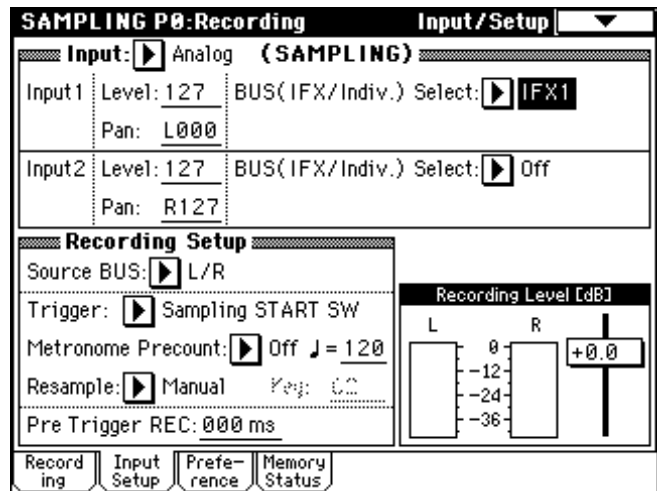 SAMPLING P0:Recording Input/Setup
Input: Analog (SAMPLING)
Input1 Level: 127 BUS(IFX/Indiv.) Select: IFX1
Pan: L000
Input2 Level: 127 BUS(IFX/Indiv.) Select: Off
Pan: R127
Recording Setup
Source BUS: L/R
Trigger: Sampling START SW
Metronome Precount: Off ♩=120
Resample: Manual Key: C2
Pre Trigger REC: 000 ms
Recording Level [dB]
L R
0
+0.0
-12
-24
-36
Record
ing
Input
Setup
Prefe-
rence
Memory
Status